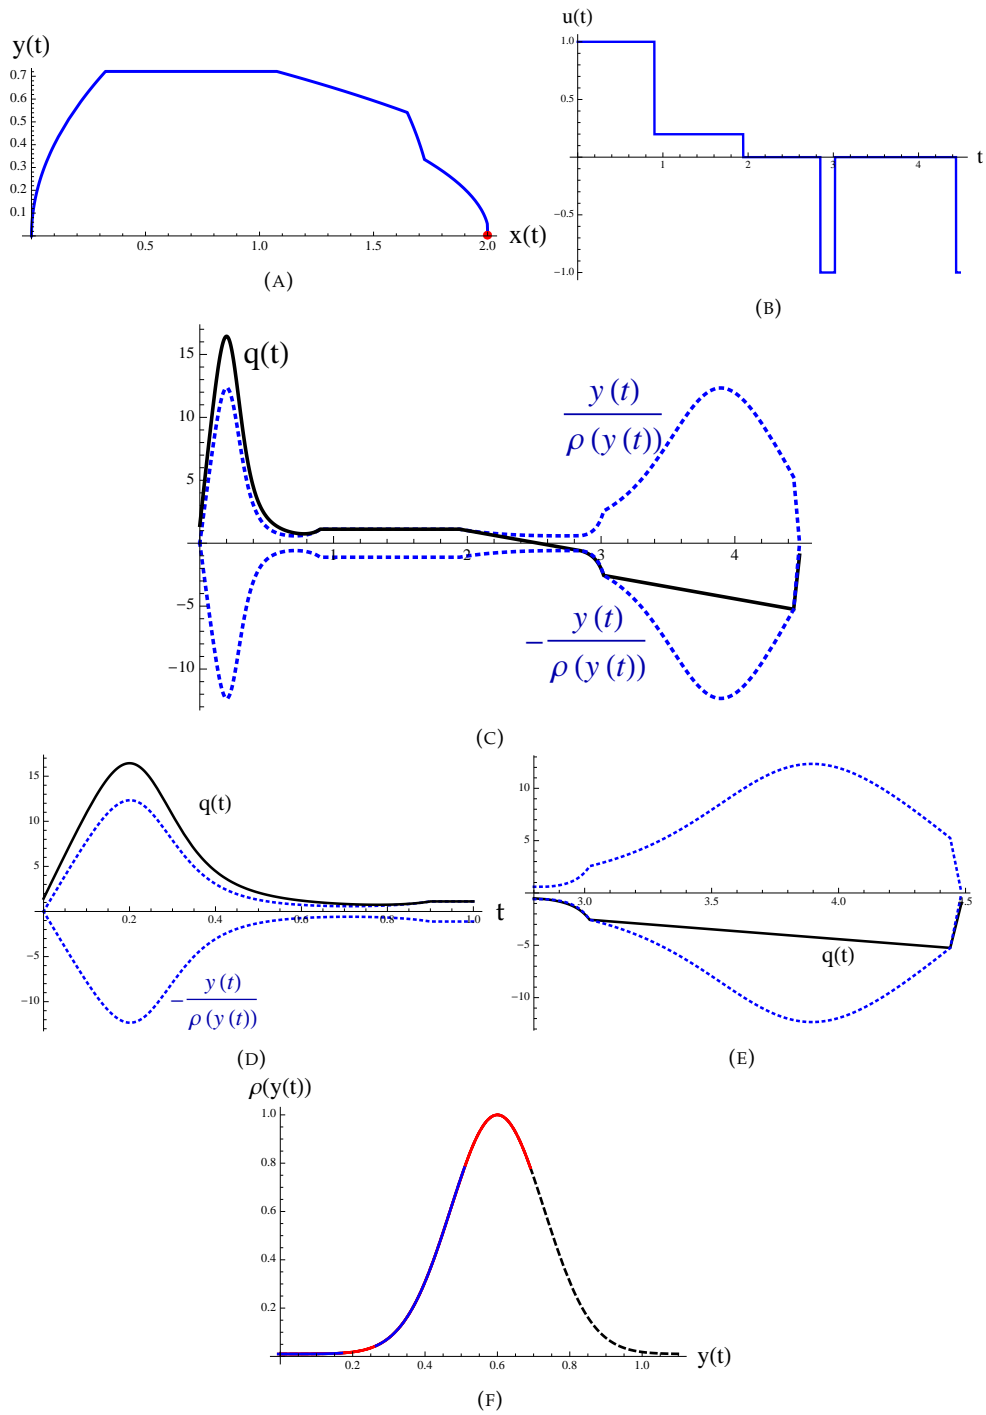 y(t)
0.7
0.6
0.5
0.4
0.3
0.2
0.1
0.5
1.0
1.5
2.0
x(t)
(A)
u(t)
1.0
0.5
1
2
3
4
t
−0.5
−1.0
(B)
15
10
5
−5
−10
1
2
3
4
q(t)
y(t)
ρ(y(t))
− y(t)
ρ(y(t))
(C)
15
10
5
−5
−10
0.2
0.4
0.6
0.8
1.0
t
q(t)
− y(t)
ρ(y(t))
(D)
10
5
−5
−10
3.0
3.5
4.0
4.5
q(t)
(E)
ρ(y(t))
1.0
0.8
0.6
0.4
0.2
0.2
0.4
0.6
0.8
1.0
y(t)
(F)